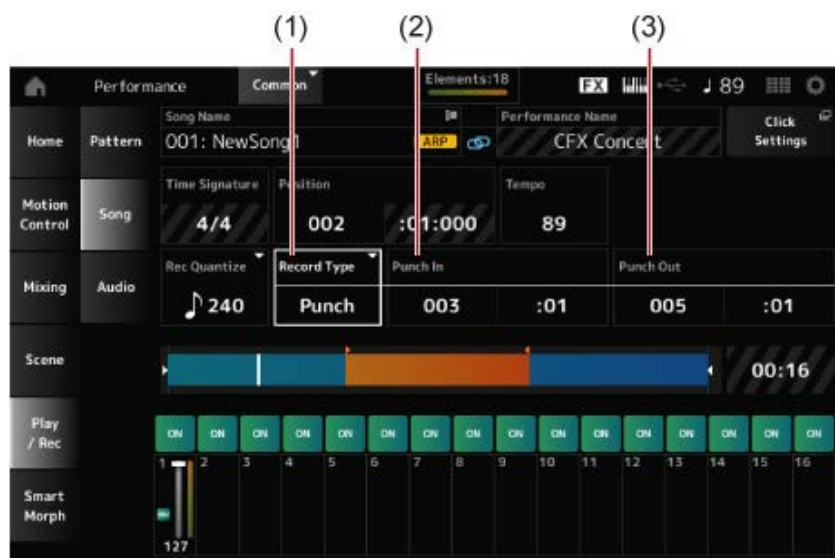 (1) (2) (3)
Performance Common Elements:18 FX 89
Home Pattern Song Name Performance Name Click Settings
001: NewSong1 ARP CFX Concert
Motion Control Song Time Signature Position Tempo
4/4 002 :01:000 89
Mixing Audio Rec Quantize Record Type Punch In Punch Out
240 Punch 003 :01 005 :01
Scene 00:16
Play / Rec ON ON ON ON ON ON ON ON ON ON ON ON ON ON ON ON
1 2 3 4 5 6 7 8 9 10 11 12 13 14 15 16
Smart Morph
127